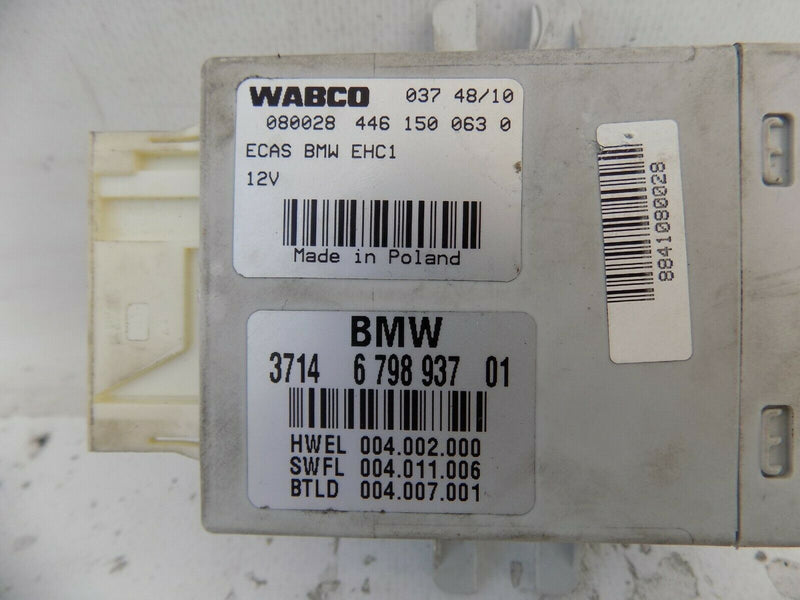 WABCO 037 48/10
080028 446 150 063 0
ECAS BMW EHC1
12V
Made in Poland
8841080028
BMW
3714 6 798 937 01
HWEL 004.002.000
SWFL 004.011.006
BTLD 004.007.001